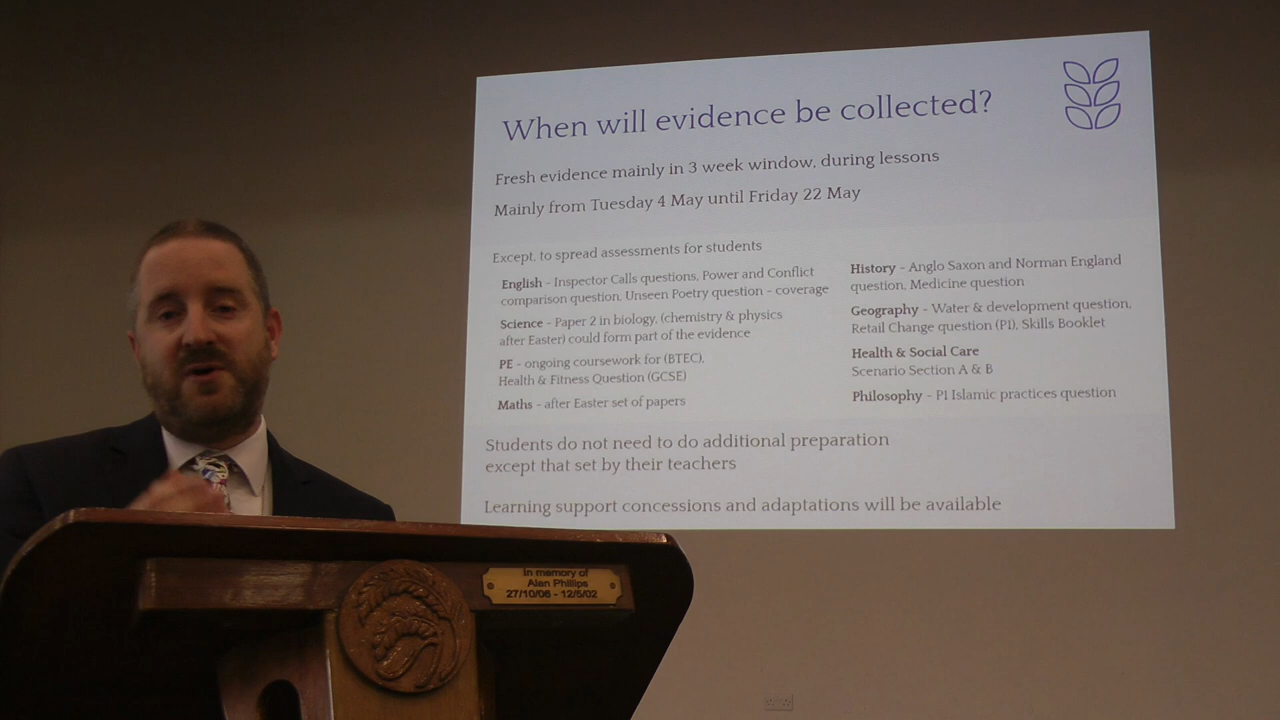 When will evidence be collected?
Fresh evidence mainly in 3 week window, during lessons
Mainly from Tuesday 4 May until Friday 22 May
Except, to spread assessments for students
English - Inspector Calls questions, Power and Conflict
comparison question, Unseen Poetry question - coverage
Science - Paper 2 in biology, (chemistry & physics
after Easter) could form part of the evidence
PE - ongoing coursework for (BTEC),
Health & Fitness Question (GCSE)
Maths - after Easter set of papers
History - Anglo Saxon and Norman England
question, Medicine question
Geography - Water & development question,
Retail Change question (P1), Skills Booklet
Health & Social Care
Scenario Section A & B
Philosophy - P1 Islamic practices question
Students do not need to do additional preparation
except that set by their teachers
Learning support concessions and adaptations will be available
In memory of
Alan Phillips
27/10/06 - 12/5/02